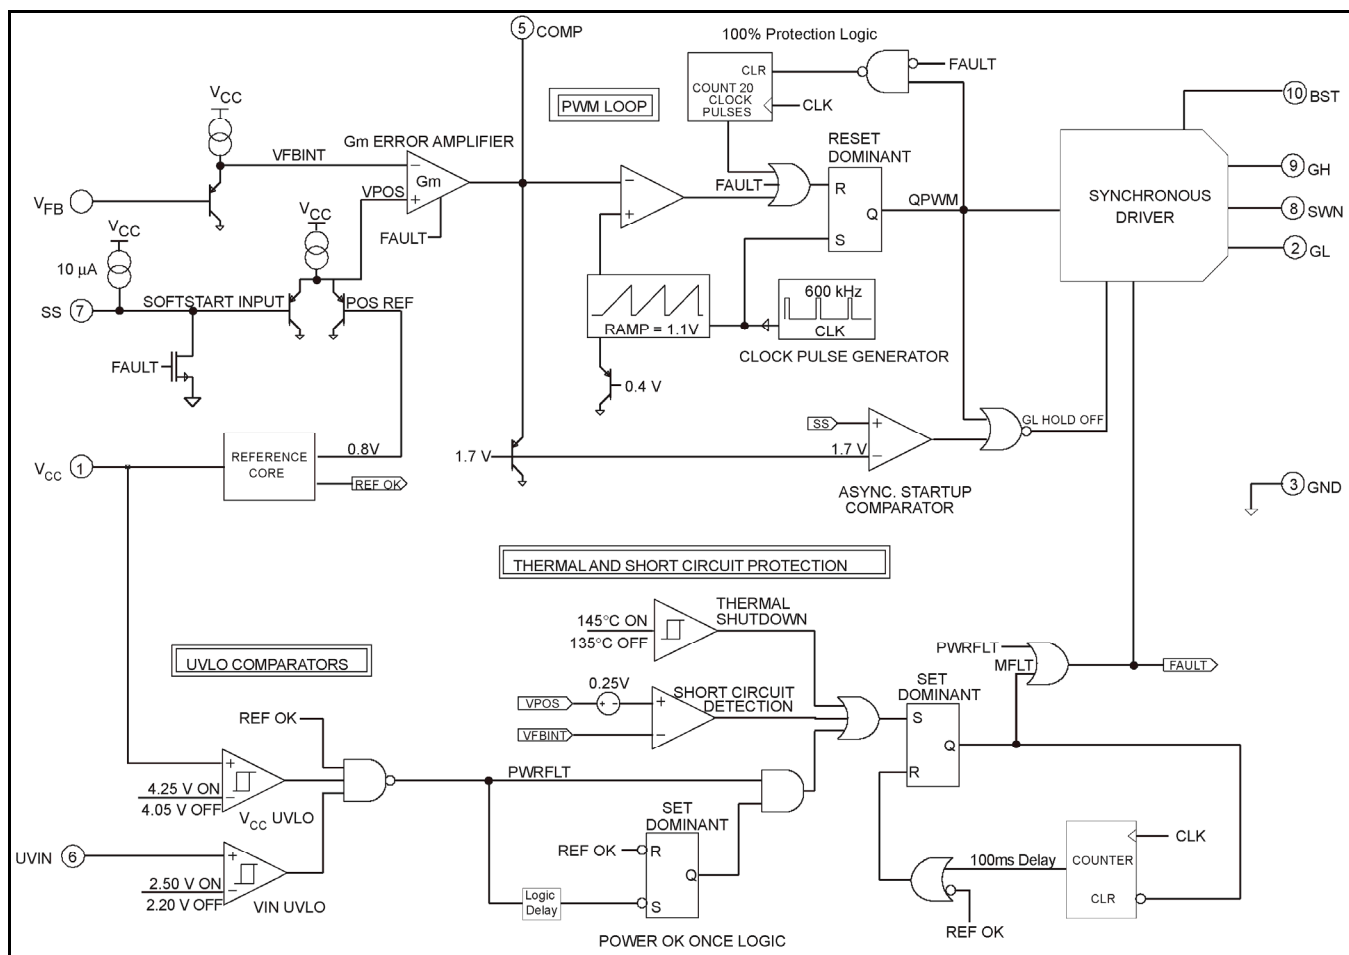 5 COMP
100% Protection Logic
CLR
COUNT 20
CLOCK
PULSES
FAULT
CLK
10 BST
PWM LOOP
VCC
Gm ERROR AMPLIFIER
VFBINT
−
Gm
VPOS
+
RESET
DOMINANT
9 GH
VFB
FAULT
R
Q
S
QPWM
SYNCHRONOUS
DRIVER
8 SWN
2 GL
VCC
VCC
FAULT
−
+
10 µA
SS 7
SOFTSTART INPUT
POS REF
RAMP = 1.1V
600 kHz
CLK
CLOCK PULSE GENERATOR
FAULT
0.4 V
SS
+
GL HOLD OFF
1.7 V
1.7 V
−
VCC 1
REFERENCE
CORE
0.8V
REF OK
ASYNC. STARTUP
COMPARATOR
3 GND
THERMAL AND SHORT CIRCUIT PROTECTION
145°C ON
135°C OFF
THERMAL
SHUTDOWN
UVLO COMPARATORS
PWRFLT
MFLT
FAULT
0.25V
VPOS
+ -
+
SHORT CIRCUIT
DETECTION
VFBINT
−
SET
DOMINANT
S
Q
R
REF OK
+
4.25 V ON
−
4.05 V OFF
VCC UVLO
PWRFLT
SET
DOMINANT
REF OK
R
Q
S
UVIN 6
+
2.50 V ON
−
2.20 V OFF
VIN UVLO
Logic
Delay
POWER OK ONCE LOGIC
100ms Delay
COUNTER
CLK
CLR
REF OK